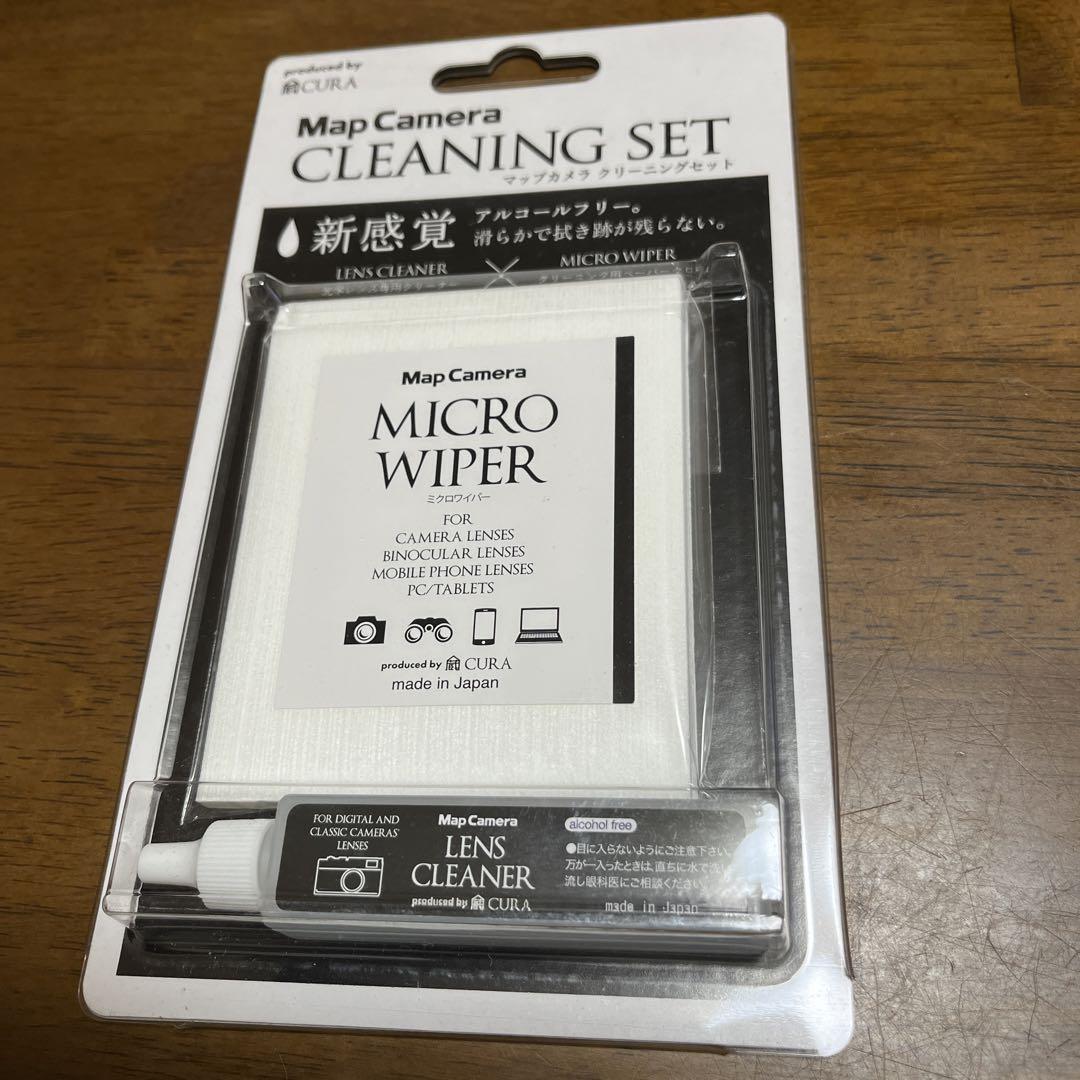 produced by
CURA
Map Camera
CLEANING SET
マップカメラ クリーニングセット
新感覚
アルコールフリー。
滑らかで拭き跡が残らない。
LENS CLEANER
×
MICRO WIPER
Map Camera
MICRO
WIPER
ミクロワイパー
FOR
CAMERA LENSES
BINOCULAR LENSES
MOBILE PHONE LENSES
PC/TABLETS
produced by CURA
made in Japan
FOR DIGITAL AND
CLASSIC CAMERAS'
LENSES
Map Camera
LENS
CLEANER
produced by CURA
alcohol free
●目に入らないようにご注意下さい。
万が一入ったときは、直ちに水で洗い
流し眼科医にご相談ください。
made in Japan